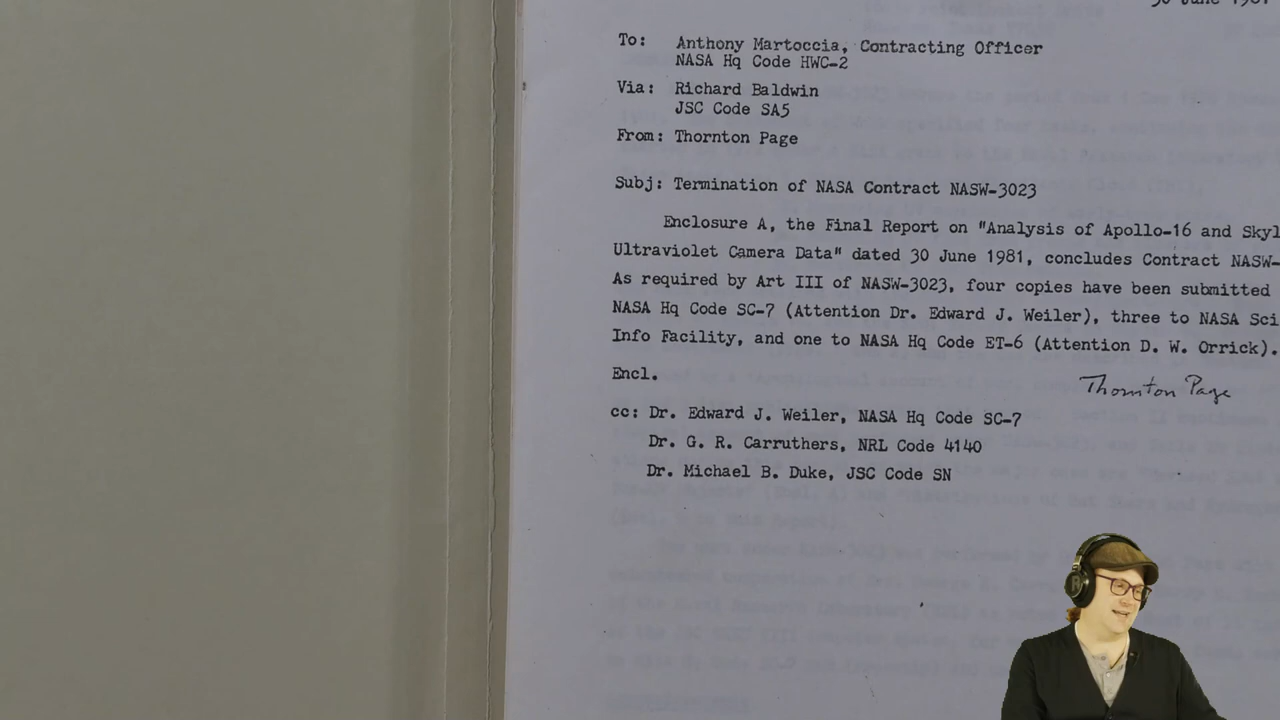 30 June 1981
To: Anthony Martoccia, Contracting Officer
NASA Hq Code HWC-2
Via: Richard Baldwin
JSC Code SA5
From: Thornton Page
Subj: Termination of NASA Contract NASW-3023
Enclosure A, the Final Report on "Analysis of Apollo-16 and Skyl
Ultraviolet Camera Data" dated 30 June 1981, concludes Contract NASW-
As required by Art III of NASW-3023, four copies have been submitted
NASA Hq Code SC-7 (Attention Dr. Edward J. Weiler), three to NASA Sci
Info Facility, and one to NASA Hq Code ET-6 (Attention D. W. Orrick).
Encl.
Thornton Page
cc: Dr. Edward J. Weiler, NASA Hq Code SC-7
Dr. G. R. Carruthers, NRL Code 4140
Dr. Michael B. Duke, JSC Code SN